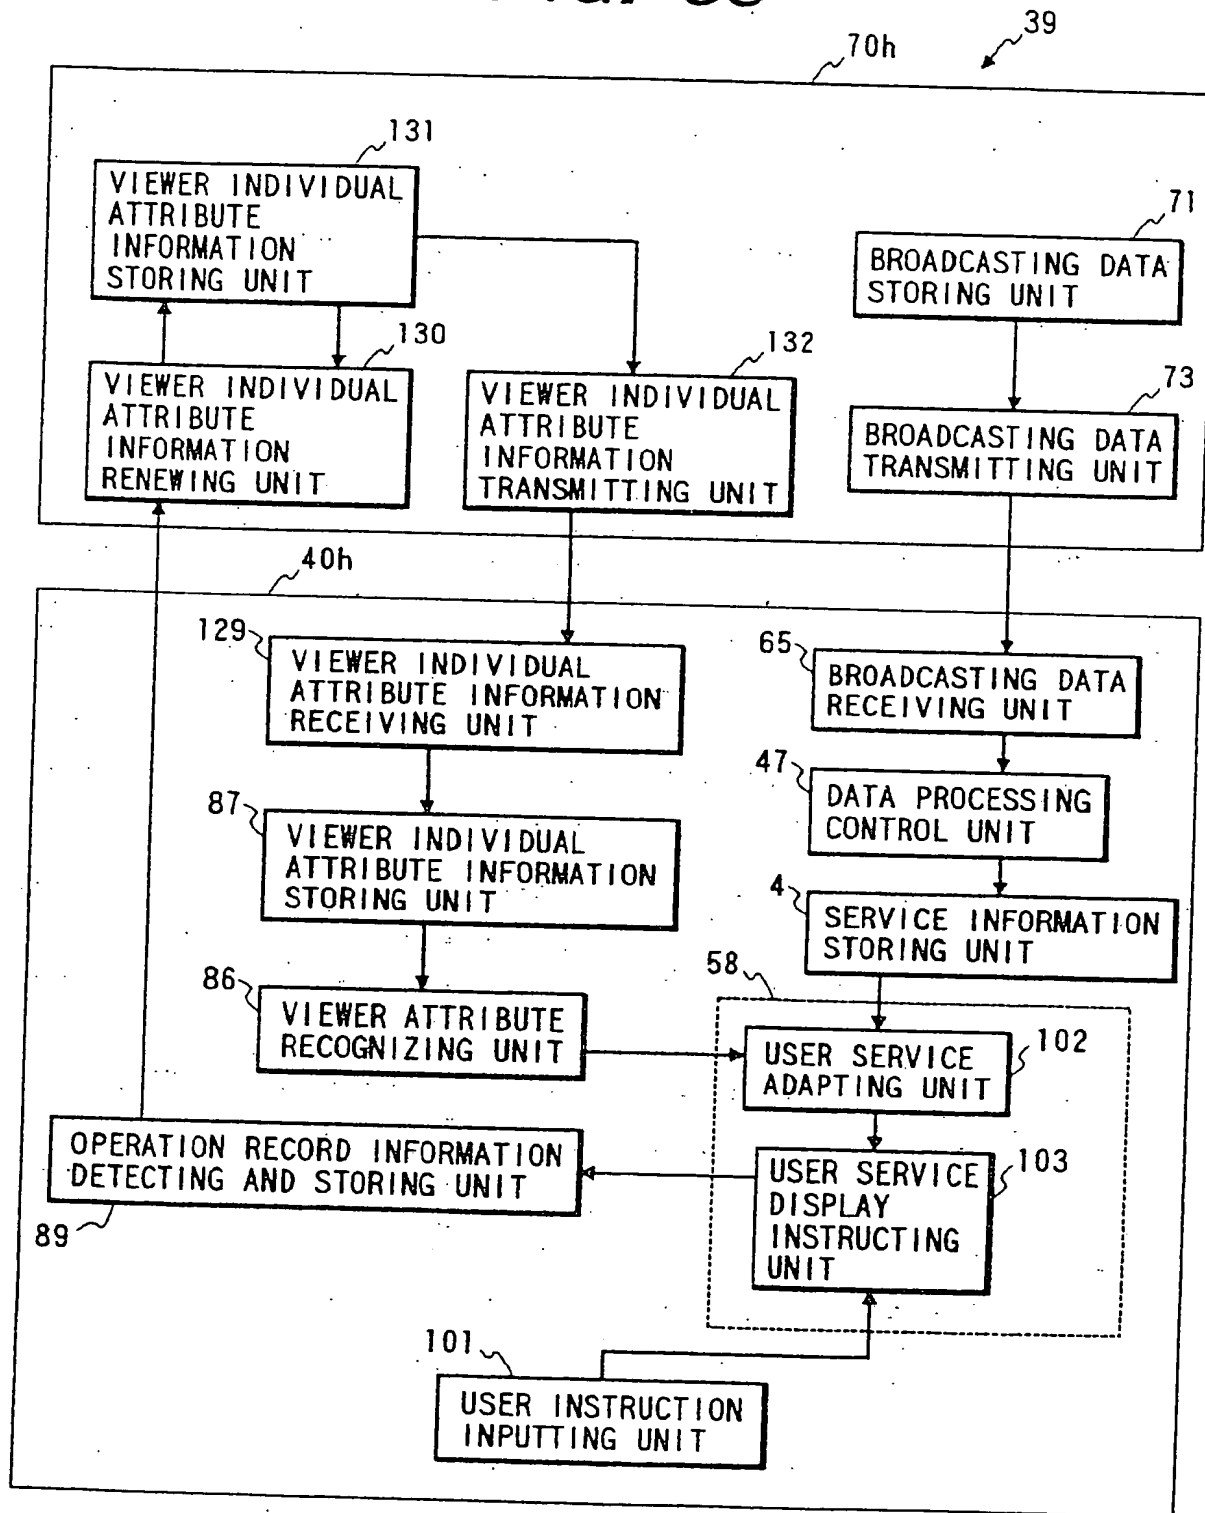 39
70h
131
VIEWER INDIVIDUAL
ATTRIBUTE
INFORMATION
STORING UNIT
71
BROADCASTING DATA
STORING UNIT
130
VIEWER INDIVIDUAL
ATTRIBUTE
INFORMATION
RENEWING UNIT
132
VIEWER INDIVIDUAL
ATTRIBUTE
INFORMATION
TRANSMITTING UNIT
73
BROADCASTING DATA
TRANSMITTING UNIT
40h
129
VIEWER INDIVIDUAL
ATTRIBUTE INFORMATION
RECEIVING UNIT
65
BROADCASTING DATA
RECEIVING UNIT
47
DATA PROCESSING
CONTROL UNIT
87
VIEWER INDIVIDUAL
ATTRIBUTE INFORMATION
STORING UNIT
4
SERVICE INFORMATION
STORING UNIT
58
86
VIEWER ATTRIBUTE
RECOGNIZING UNIT
102
USER SERVICE
ADAPTING UNIT
OPERATION RECORD INFORMATION
DETECTING AND STORING UNIT
89
103
USER SERVICE
DISPLAY
INSTRUCTING
UNIT
101
USER INSTRUCTION
INPUTTING UNIT